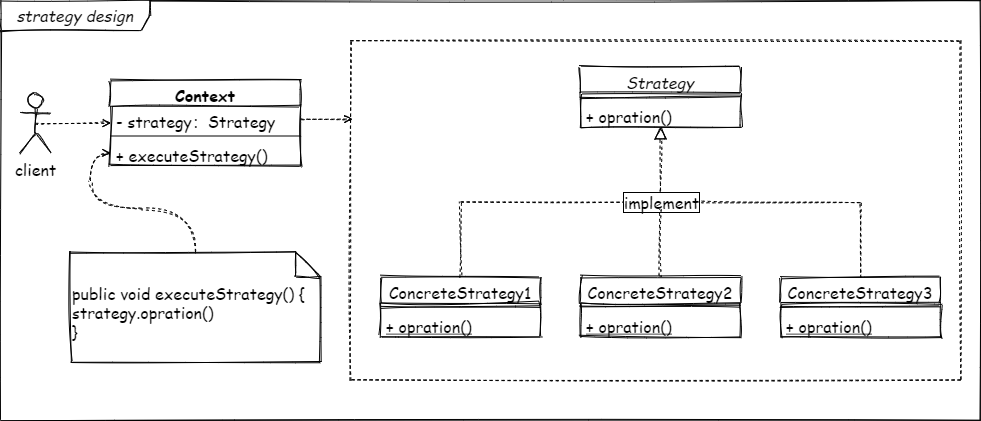 strategy design
Strategy
+ opration()
Context
- strategy: Strategy
+ executeStrategy()
client
implement
public void executeStrategy() {
strategy.opration()
}
ConcreteStrategy1
+ opration()
ConcreteStrategy2
+ opration()
ConcreteStrategy3
+ opration()